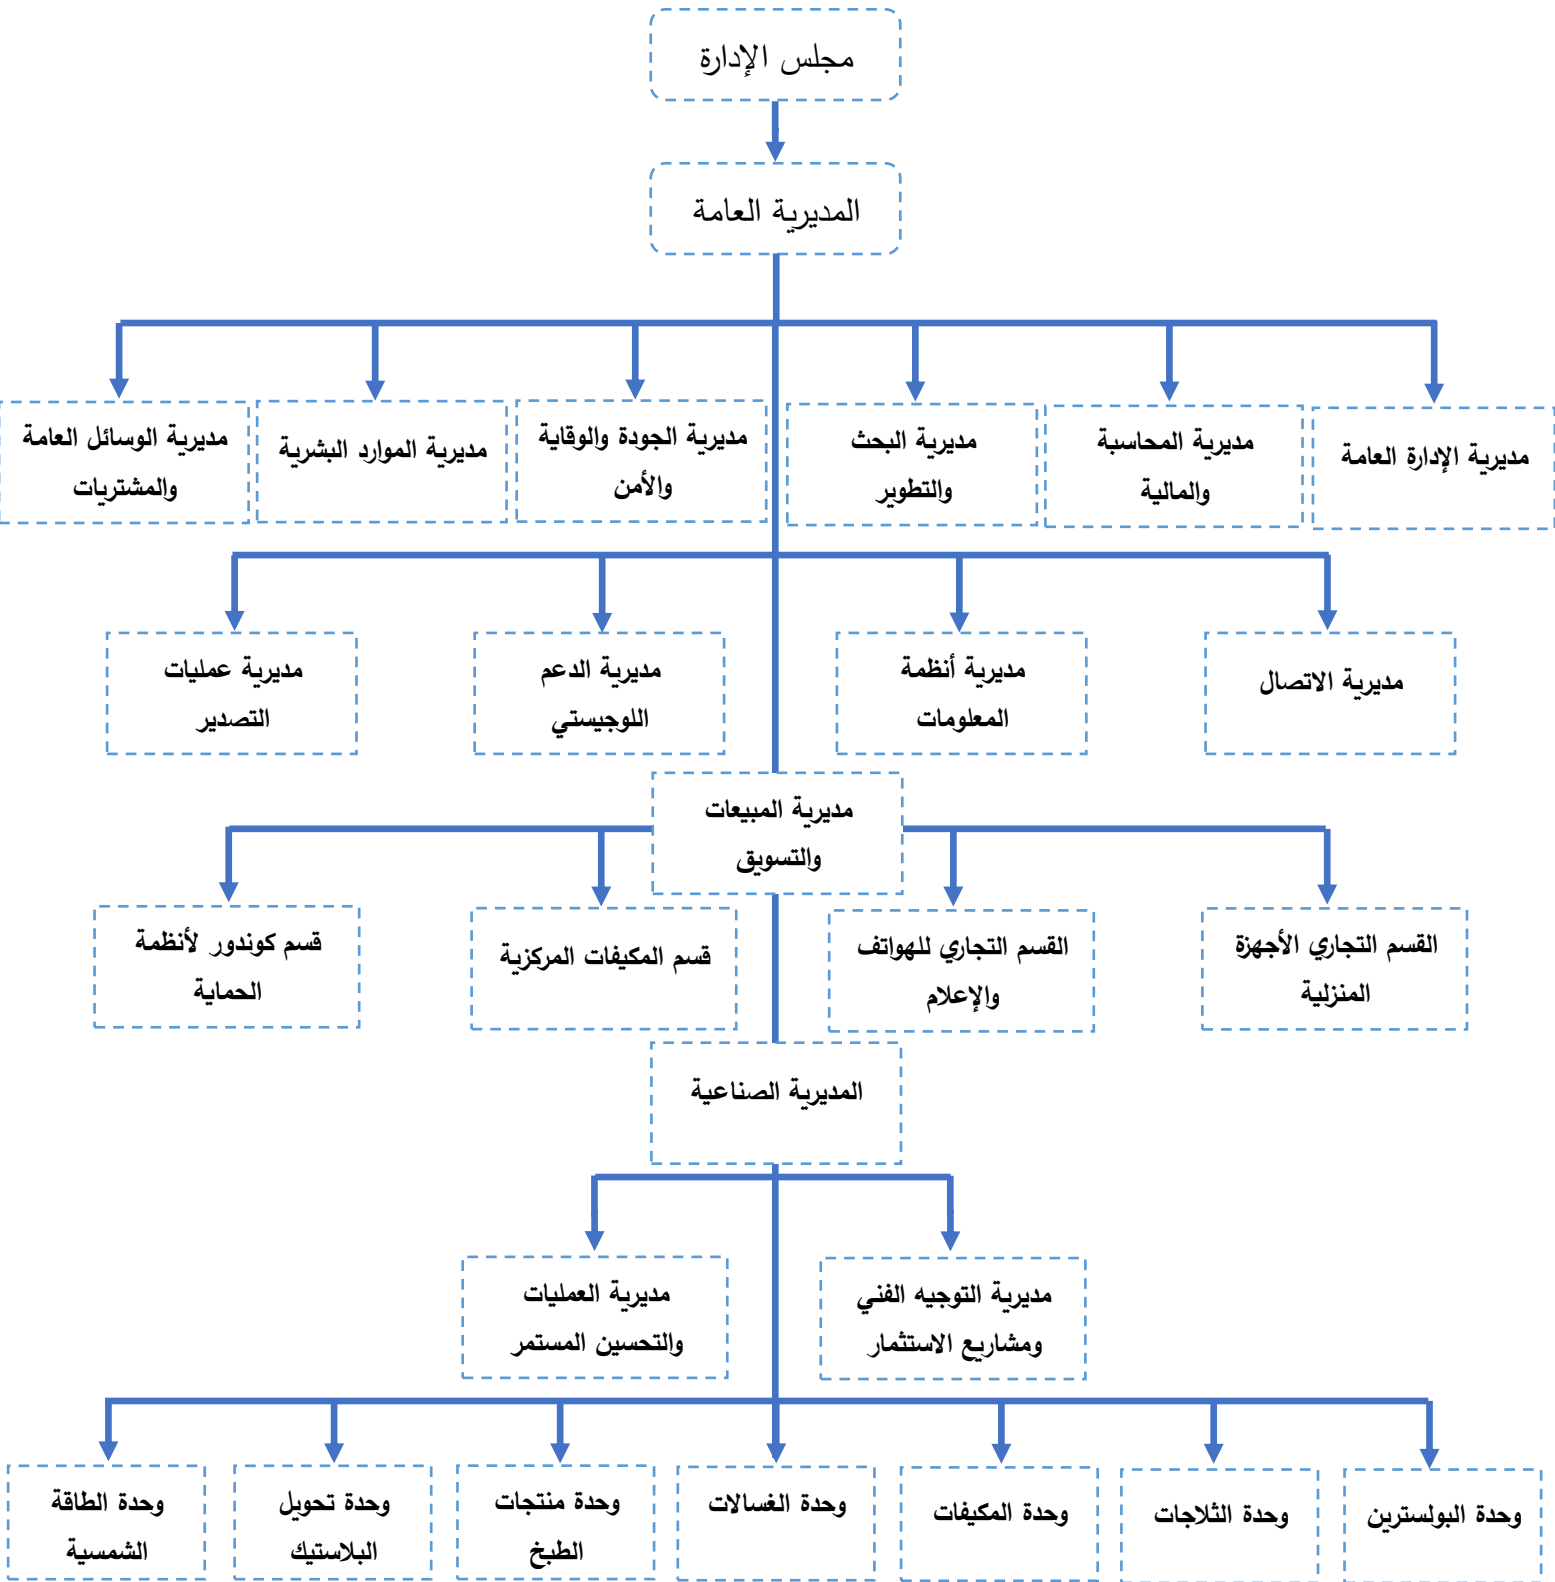 مجلس الإدارة
المديرية العامة
مديرية الإدارة العامة
مديرية المحاسبة
والمالية
مديرية البحث
والتطوير
مديرية الجودة والوقاية
والأمن
مديرية الموارد البشرية
مديرية الوسائل العامة
والمشتريات
مديرية الاتصال
مديرية أنظمة
المعلومات
مديرية الدعم
اللوجيستي
مديرية عمليات
التصدير
مديرية المبيعات
والتسويق
القسم التجاري الأجهزة
المنزلية
القسم التجاري للهواتف
والإعلام
قسم المكيفات المركزية
قسم كوندور لأنظمة
الحماية
المديرية الصناعية
مديرية التوجيه الفني
ومشاريع الاستثمار
مديرية العمليات
والتحسين المستمر
وحدة البولسترين
وحدة الثلاجات
وحدة المكيفات
وحدة الغسالات
وحدة منتجات
الطبخ
وحدة تحويل
البلاستيك
وحدة الطاقة
الشمسية